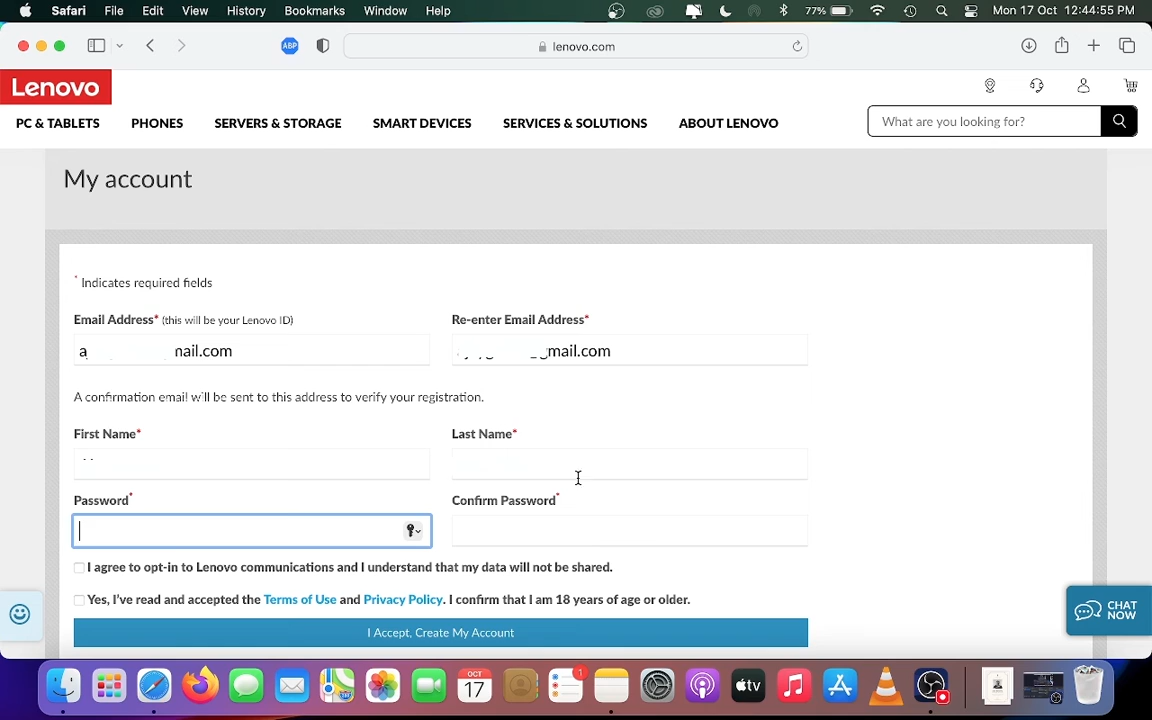 Safari File Edit View History Bookmarks Window Help 77% Mon 17 Oct 12:44:55 PM
ABP lenovo.com
Lenovo
PC & TABLETS PHONES SERVERS & STORAGE SMART DEVICES SERVICES & SOLUTIONS ABOUT LENOVO What are you looking for?
My account
* Indicates required fields
Email Address* (this will be your Lenovo ID) Re-enter Email Address*
a nail.com gmail.com
A confirmation email will be sent to this address to verify your registration.
First Name* Last Name*
Password* Confirm Password*
I agree to opt-in to Lenovo communications and I understand that my data will not be shared.
Yes, I've read and accepted the Terms of Use and Privacy Policy. I confirm that I am 18 years of age or older.
CHAT NOW
I Accept, Create My Account
OCT 17 1 tv